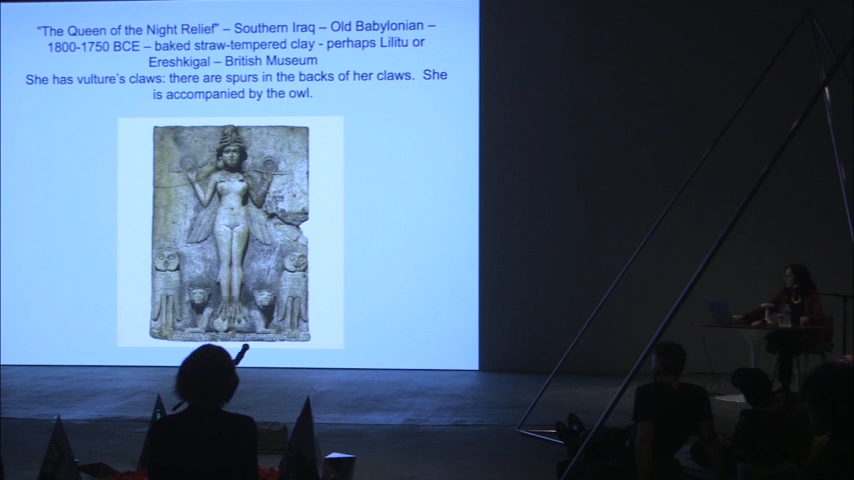 "The Queen of the Night Relief" – Southern Iraq – Old Babylonian –
1800-1750 BCE – baked straw-tempered clay - perhaps Lilitu or
Ereshkigal – British Museum
She has vulture's claws: there are spurs in the backs of her claws.  She
is accompanied by the owl.